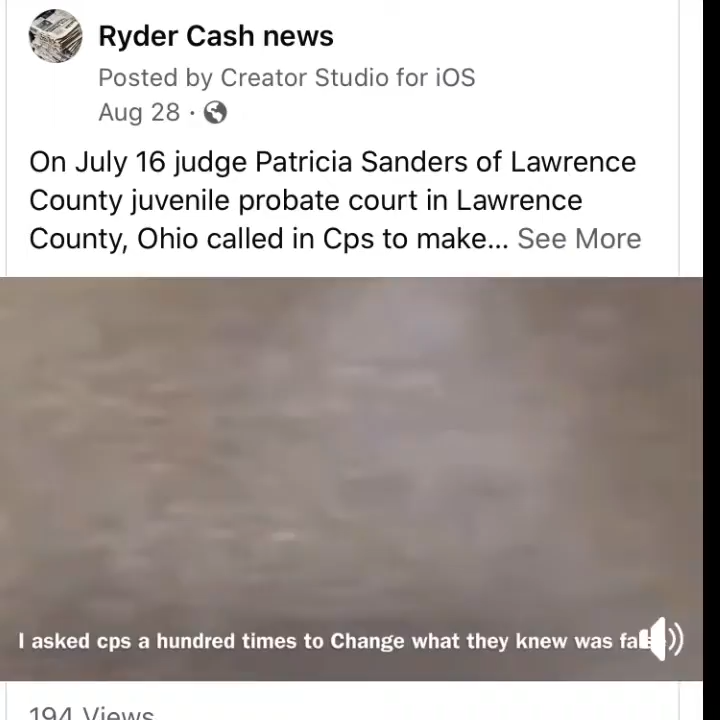 Ryder Cash news
Posted by Creator Studio for iOS
Aug 28 ·
On July 16 judge Patricia Sanders of Lawrence
County juvenile probate court in Lawrence
County, Ohio called in Cps to make... See More
I asked cps a hundred times to Change what they knew was
194 Views